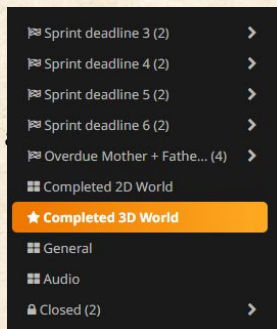 Sprint deadline 3 (2)
Sprint deadline 4 (2)
Sprint deadline 5 (2)
Sprint deadline 6 (2)
Overdue Mother + Fathe... (4)
Completed 2D World
Completed 3D World
General
Audio
Closed (2)